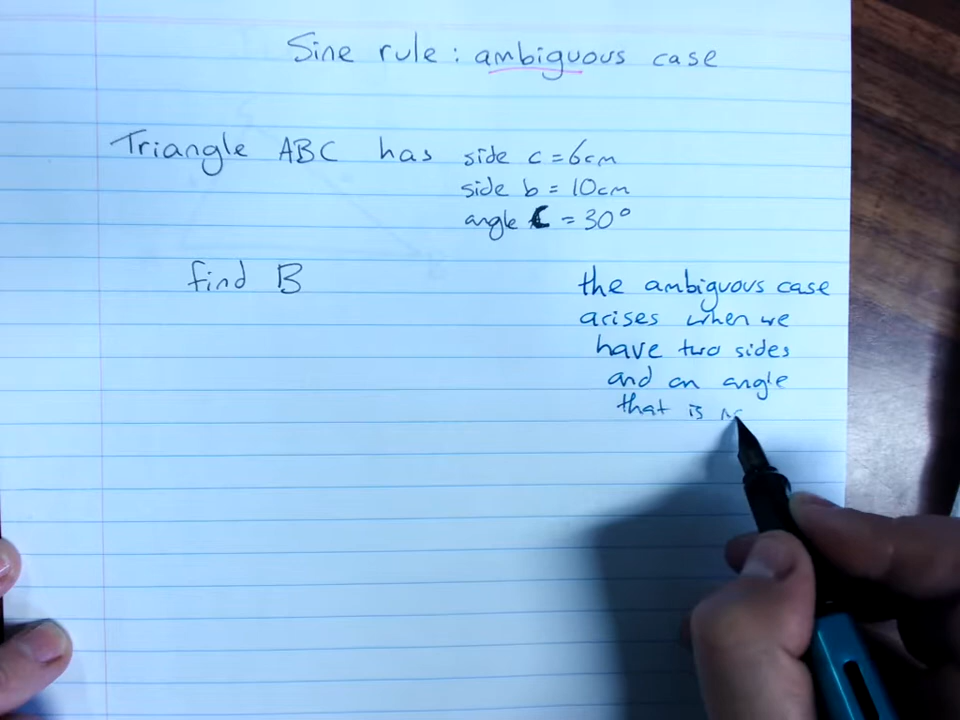 Sine rule: ambiguous case
Triangle ABC has side c = 6cm
side b = 10cm
angle C = 30°
find B
the ambiguous case
arises when we
have two sides
and an angle
that is